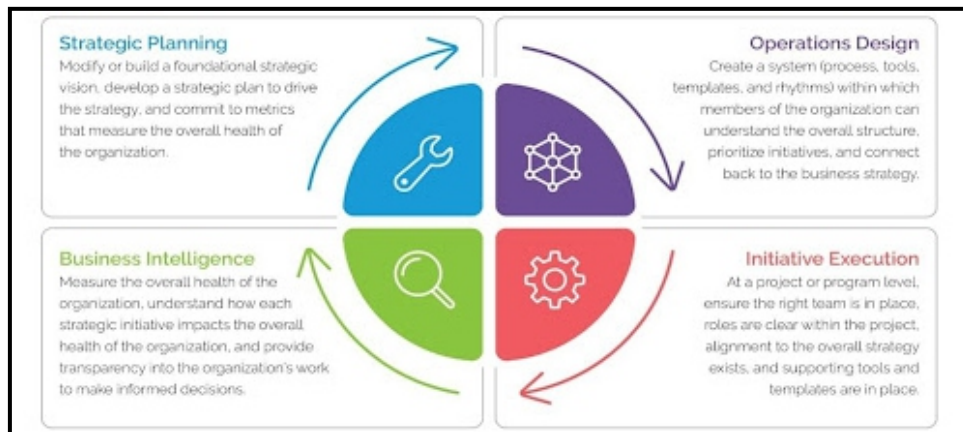 Strategic Planning
Modify or build a foundational strategic
vision, develop a strategic plan to drive
the strategy, and commit to metrics
that measure the overall health of
the organization.
Operations Design
Create a system (process, tools,
templates, and rhythms) within which
members of the organization can
understand the overall structure,
prioritize initiatives, and connect
back to the business strategy.
Business Intelligence
Measure the overall health of the
organization, understand how each
strategic initiative impacts the overall
health of the organization, and provide
transparency into the organization's work
to make informed decisions.
Initiative Execution
At a project or program level,
ensure the right team is in place,
roles are clear within the project,
alignment to the overall strategy
exists, and supporting tools and
templates are in place.